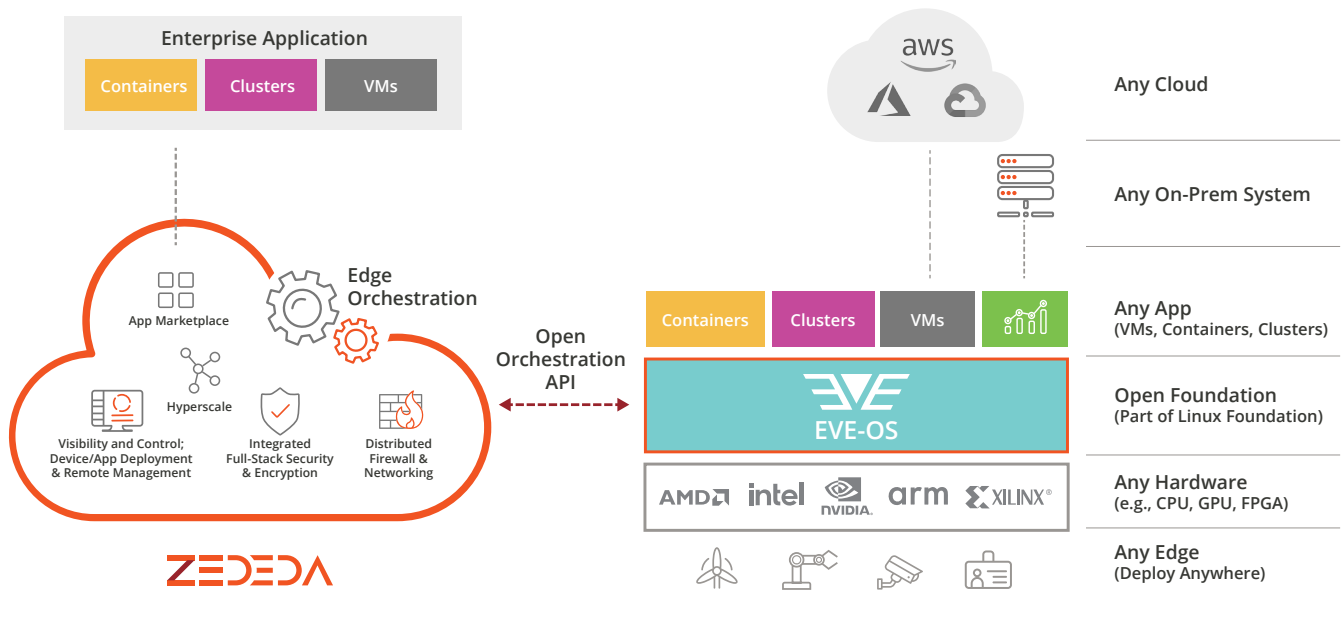 Enterprise Application
Containers
Clusters
VMs
Edge
Orchestration
App Marketplace
Hyperscale
Visibility and Control;
Device/App Deployment
& Remote Management
Integrated
Full-Stack Security
& Encryption
Distributed
Firewall &
Networking
ZEDEDA
Open
Orchestration
API
aws
Containers
Clusters
VMs
EVE
EVE-OS
AMD
intel
NVIDIA.
arm
XILINX®
Any Cloud
Any On-Prem System
Any App
(VMs, Containers, Clusters)
Open Foundation
(Part of Linux Foundation)
Any Hardware
(e.g., CPU, GPU, FPGA)
Any Edge
(Deploy Anywhere)